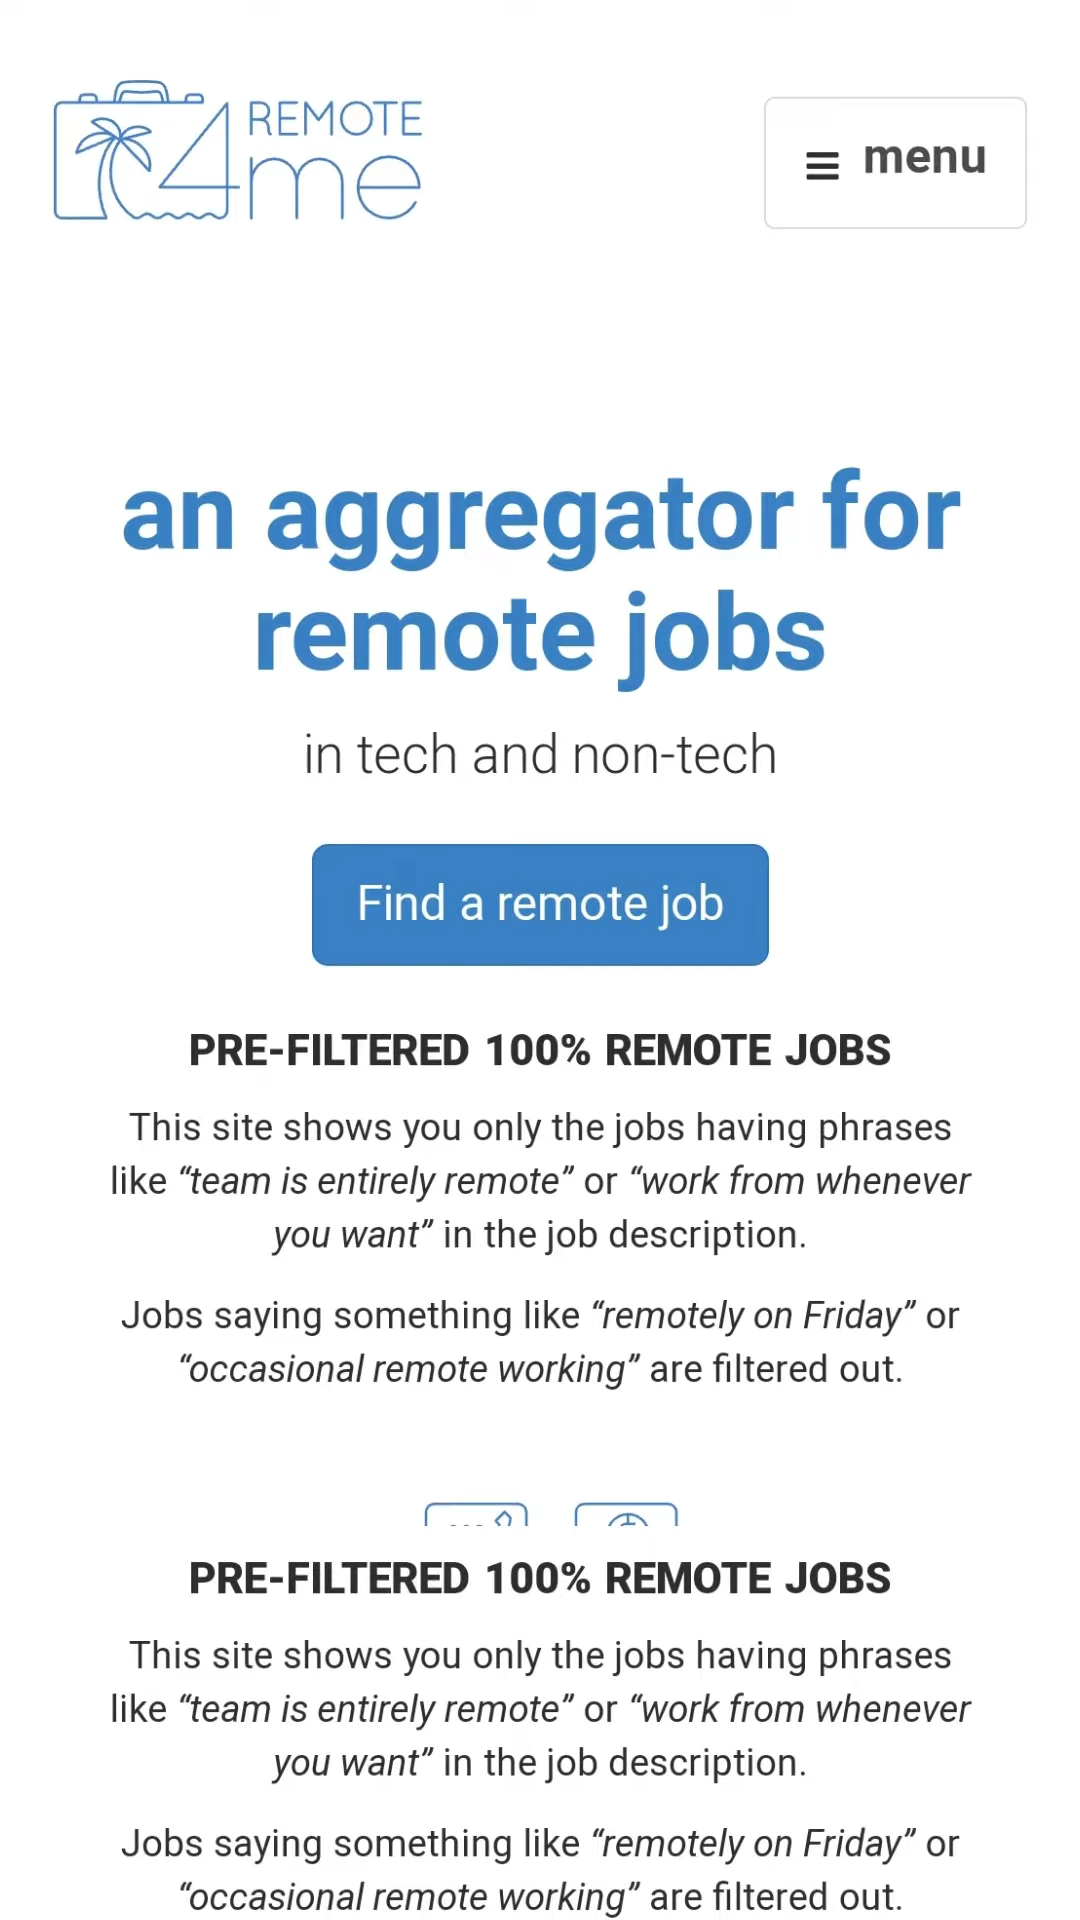 REMOTE
4me
menu
an aggregator for
remote jobs
in tech and non-tech
Find a remote job
PRE-FILTERED 100% REMOTE JOBS
This site shows you only the jobs having phrases
like “team is entirely remote” or “work from whenever
you want” in the job description.
Jobs saying something like “remotely on Friday” or
“occasional remote working” are filtered out.
PRE-FILTERED 100% REMOTE JOBS
This site shows you only the jobs having phrases
like “team is entirely remote” or “work from whenever
you want” in the job description.
Jobs saying something like “remotely on Friday” or
“occasional remote working” are filtered out.